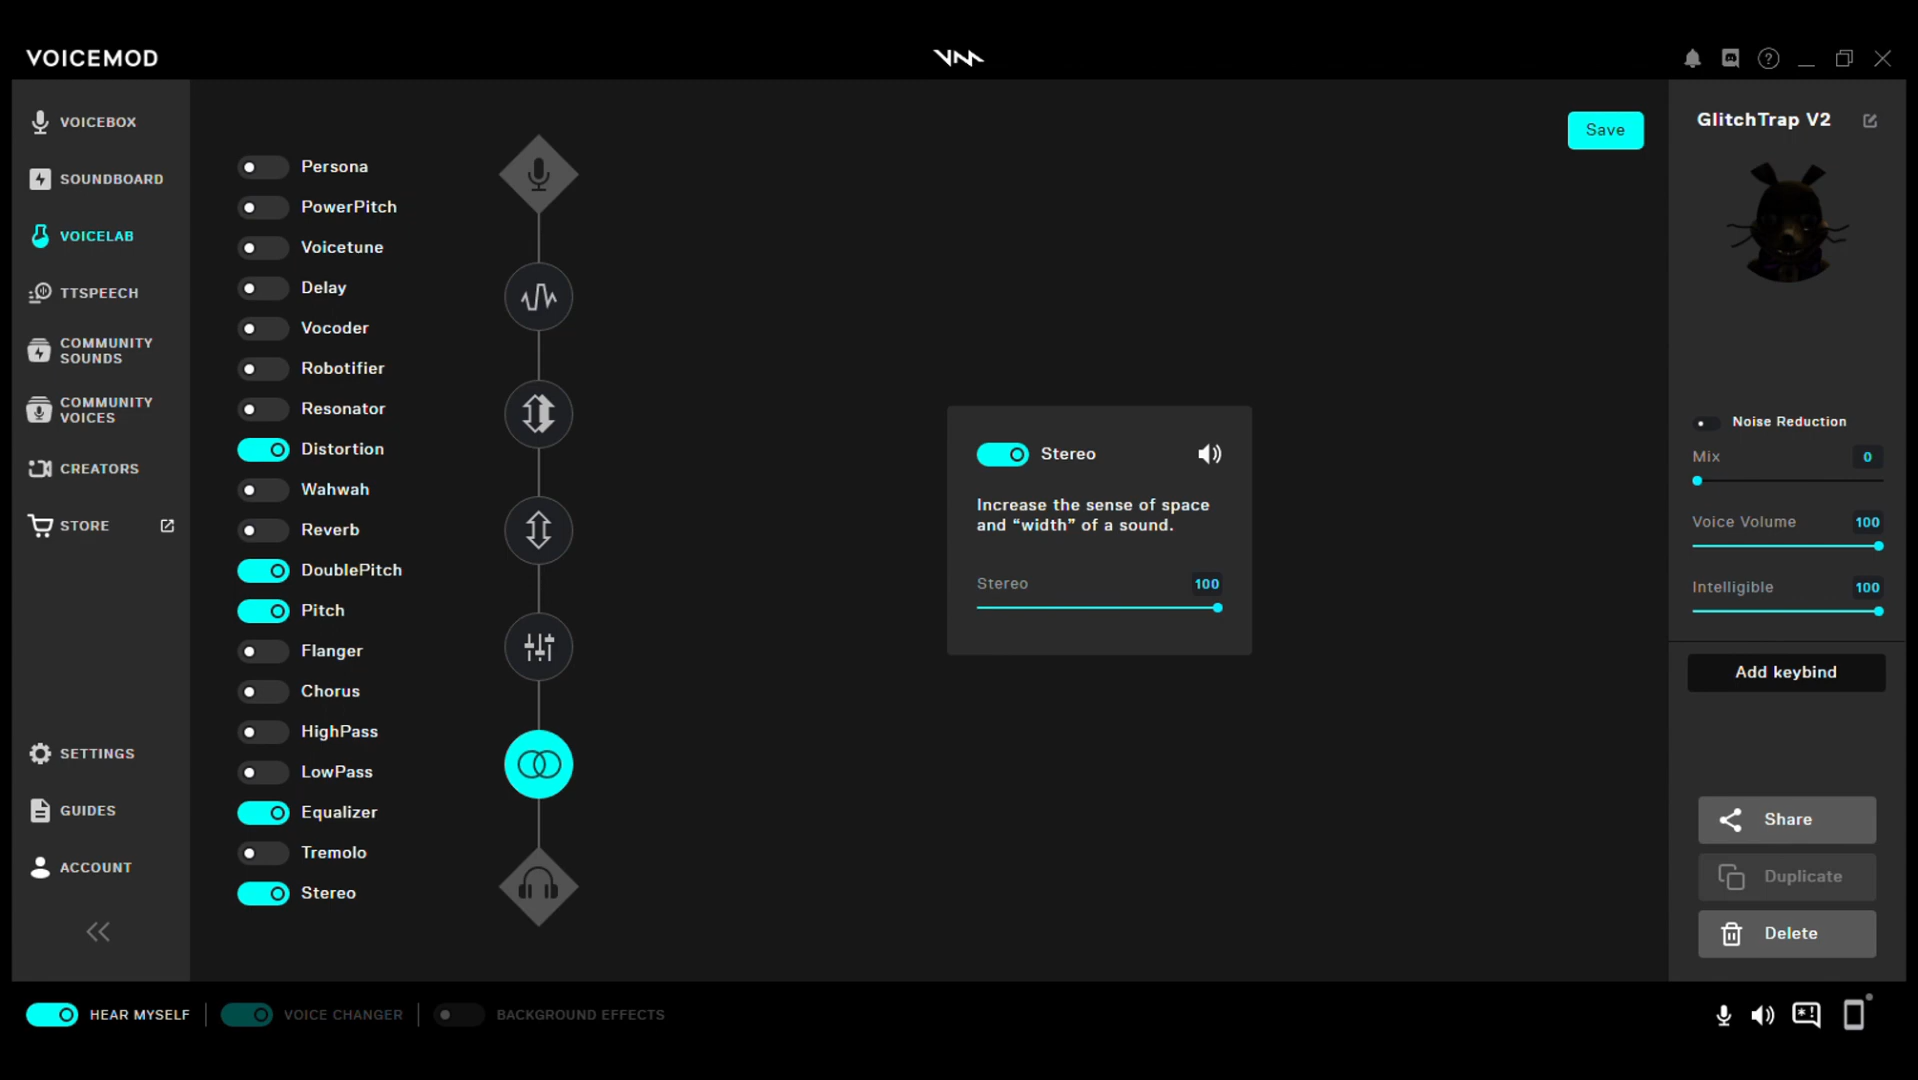 VOICEMOD
VOICEBOX
SOUNDBOARD
VOICELAB
TTSPEECH
COMMUNITY
SOUNDS
COMMUNITY
VOICES
CREATORS
STORE
SETTINGS
GUIDES
ACCOUNT
Persona
PowerPitch
Voicetune
Delay
Vocoder
Robotifier
Resonator
Distortion
Wahwah
Reverb
DoublePitch
Pitch
Flanger
Chorus
HighPass
LowPass
Equalizer
Tremolo
Stereo
Stereo
Increase the sense of space
and “width” of a sound.
Stereo 100
Save
GlitchTrap V2
Noise Reduction
Mix 0
Voice Volume 100
Intelligible 100
Add keybind
Share
Duplicate
Delete
HEAR MYSELF
VOICE CHANGER
BACKGROUND EFFECTS